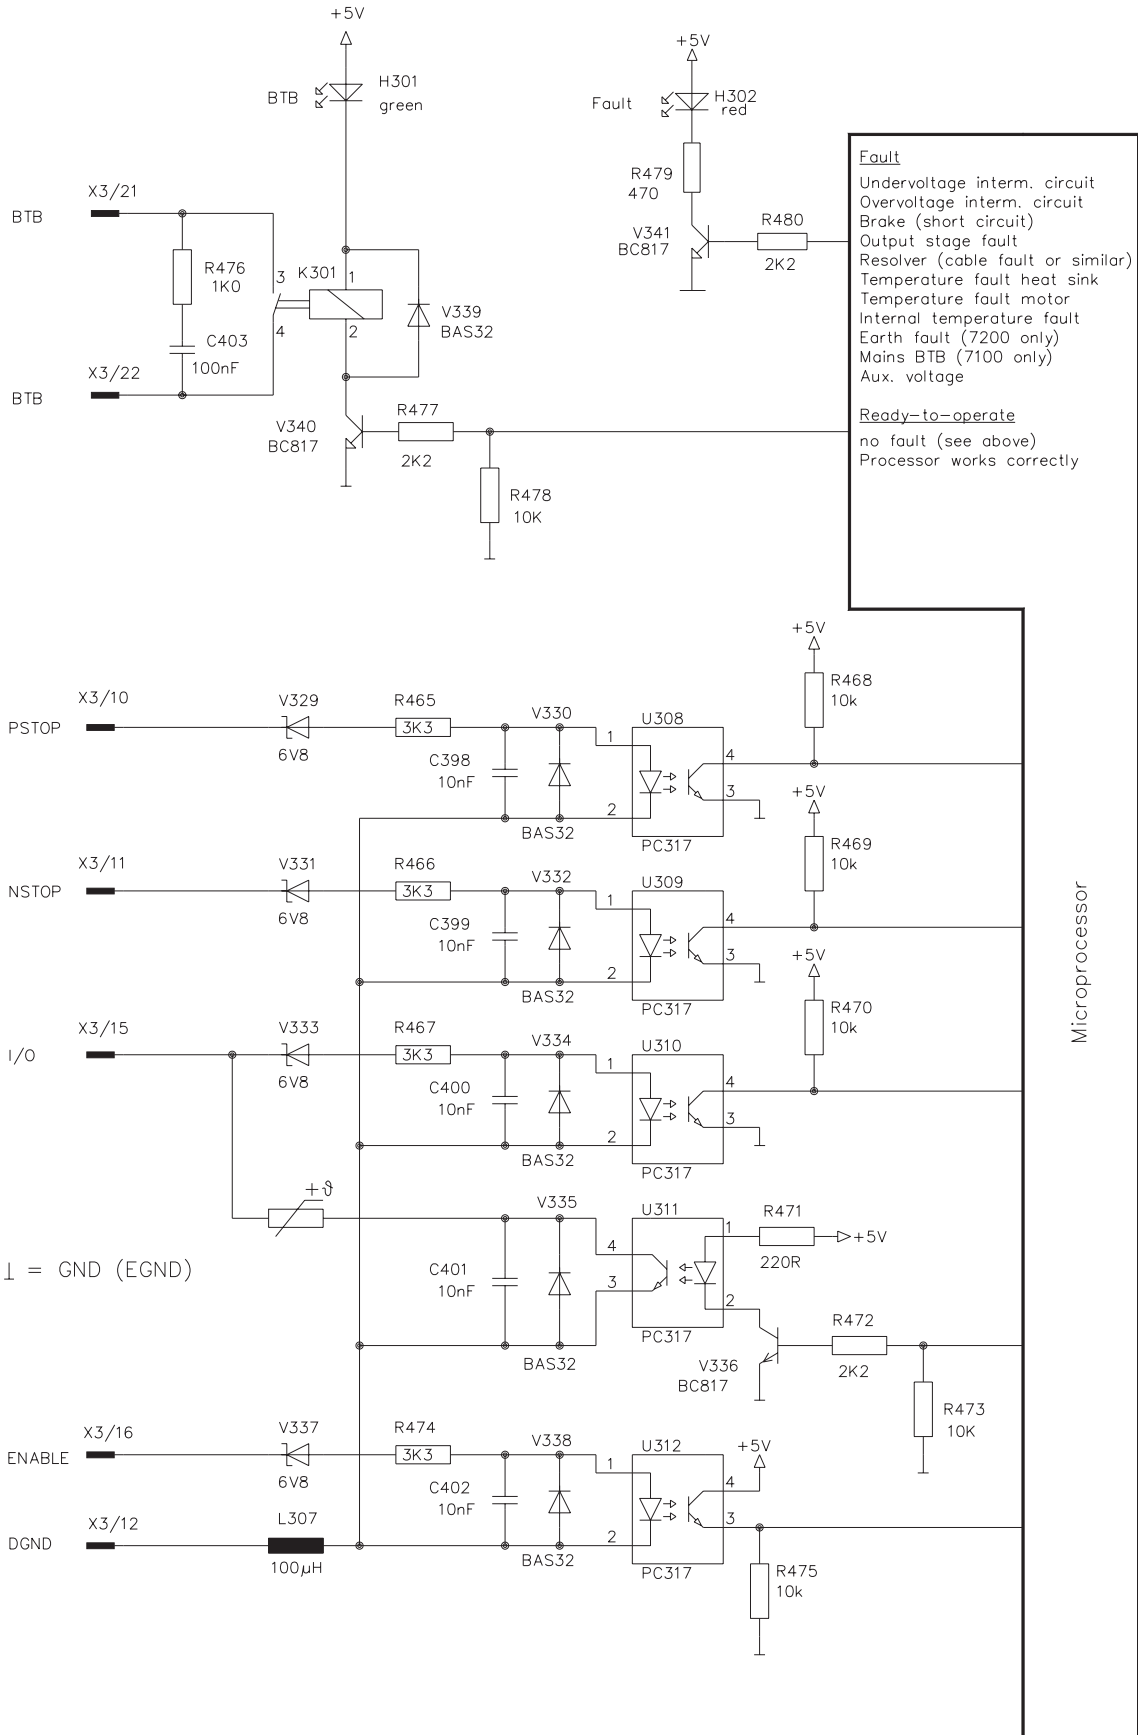 +5V
BTB
H301
green
+5V
Fault
H302
red
R479
470
V341
BC817
R480
2K2
Fault
Undervoltage interm. circuit
Overvoltage interm. circuit
Brake (short circuit)
Output stage fault
Resolver (cable fault or similar)
Temperature fault heat sink
Temperature fault motor
Internal temperature fault
Earth fault (7200 only)
Mains BTB (7100 only)
Aux. voltage
Ready-to-operate
no fault (see above)
Processor works correctly
X3/21
BTB
R476
1K0
3
K301
1
4
2
V339
BAS32
C403
100nF
X3/22
BTB
V340
BC817
R477
2K2
R478
10K
+5V
R468
10k
X3/10
PSTOP
V329
6V8
R465
3K3
C398
10nF
V330
BAS32
U308
1
2
4
3
PC317
+5V
R469
10k
X3/11
NSTOP
V331
6V8
R466
3K3
C399
10nF
V332
BAS32
U309
1
2
4
3
PC317
+5V
R470
10k
X3/15
I/O
V333
6V8
R467
3K3
C400
10nF
V334
BAS32
U310
1
2
4
3
PC317
Microprocessor
+ϑ
V335
U311
4
3
1
2
R471
220R
+5V
⊥ = GND (EGND)
C401
10nF
BAS32
PC317
V336
BC817
R472
2K2
R473
10K
X3/16
ENABLE
V337
6V8
R474
3K3
C402
10nF
V338
BAS32
U312
1
2
4
3
PC317
+5V
X3/12
DGND
L307
100µH
R475
10k